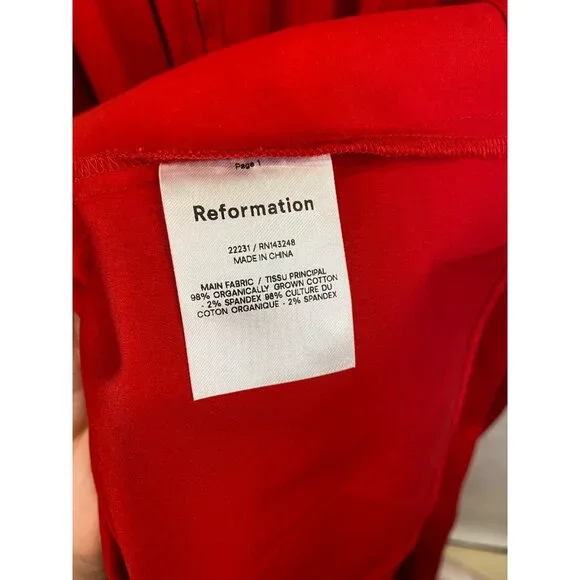 Page 1
Reformation
22231 / RN143248
MADE IN CHINA
MAIN FABRIC / TISSU PRINCIPAL
98% ORGANICALLY GROWN COTTON
- 2% SPANDEX 98% CULTURE DU
COTON ORGANIQUE - 2% SPANDEX